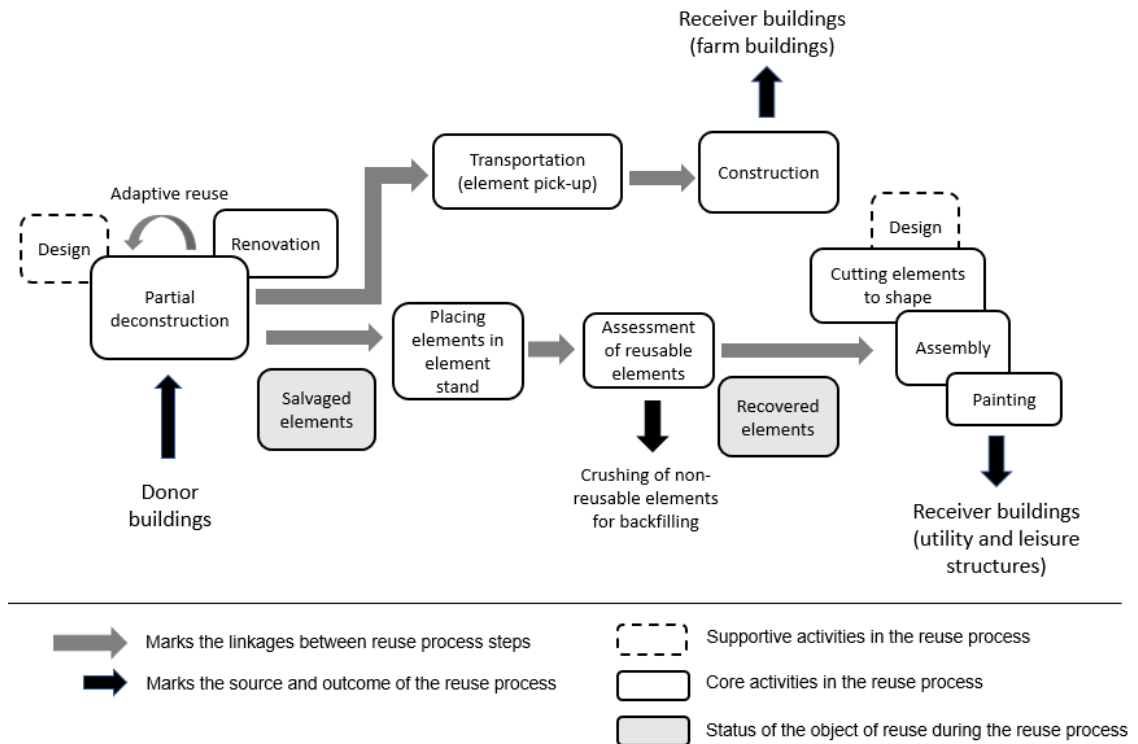 Receiver buildings
(farm buildings)
Transportation
(element pick-up)
Construction
Adaptive reuse
Design
Renovation
Partial
deconstruction
Design
Cutting elements
to shape
Placing
elements in
element
stand
Assessment
of reusable
elements
Assembly
Painting
Salvaged
elements
Recovered
elements
Donor
buildings
Crushing of non-
reusable elements
for backfilling
Receiver buildings
(utility and leisure
structures)
Marks the linkages between reuse process steps
Marks the source and outcome of the reuse process
Supportive activities in the reuse process
Core activities in the reuse process
Status of the object of reuse during the reuse process